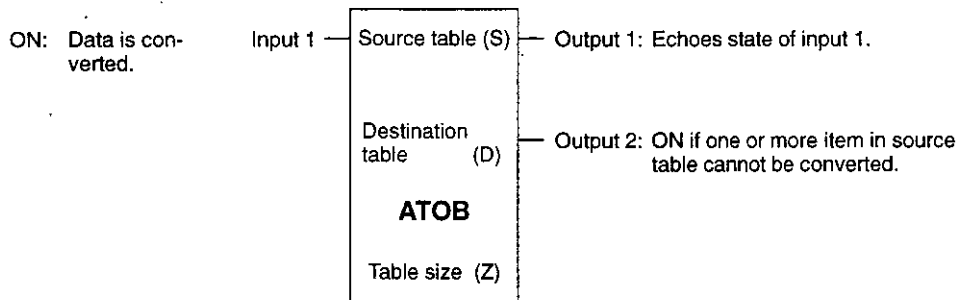 ON: Data is con-
verted.
Input 1
Source table (S)
Output 1: Echoes state of input 1.
Destination
table (D)
Output 2: ON if one or more item in source
table cannot be converted.
ATOB
Table size (Z)